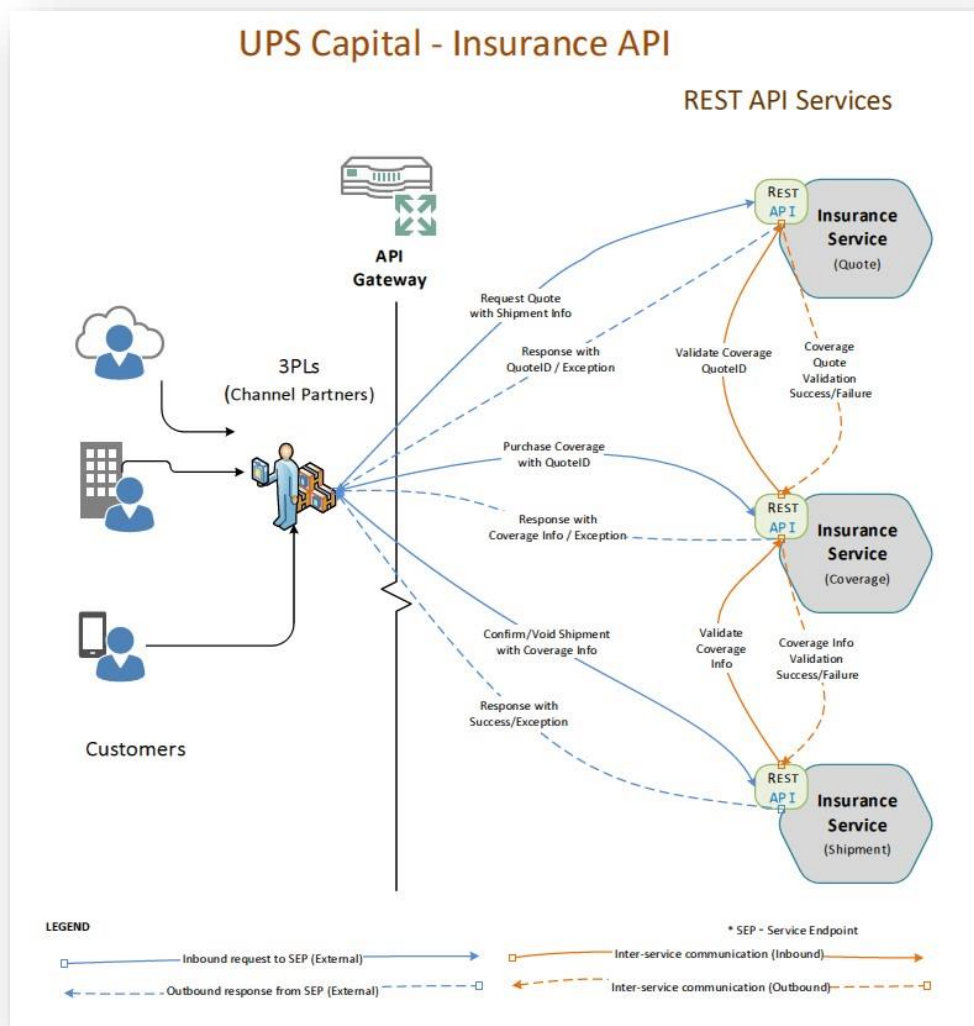 UPS Capital - Insurance API
REST API Services
API
Gateway
3PLs
(Channel Partners)
Customers
Request Quote
with Shipment Info
Response with
QuoteID / Exception
Purchase Coverage
with QuoteID
Response with
Coverage Info / Exception
Confirm/Void Shipment
with Coverage Info
Response with
Success/Exception
REST
API
Insurance
Service
(Quote)
Validate Coverage
QuoteID
Coverage
Quote
Validation
Success/Failure
REST
API
Insurance
Service
(Coverage)
Validate
Coverage
Info
Coverage Info
Validation
Success/Failure
REST
API
Insurance
Service
(Shipment)
LEGEND
* SEP – Service Endpoint
Inbound request to SEP (External)
Inter-service communication (Inbound)
Outbound response from SEP (External)
Inter-service communication (Outbound)